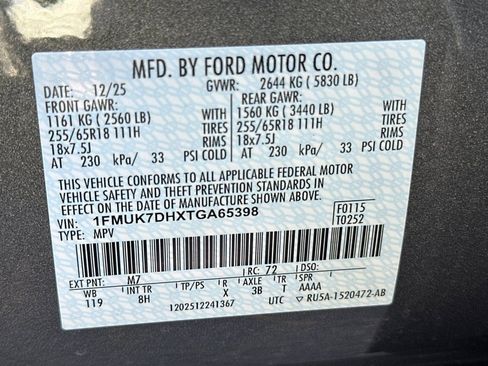 MFD. BY FORD MOTOR CO.
DATE: 12/25 GVWR: 2644 KG ( 5830 LB)
FRONT GAWR: REAR GAWR:
1161 KG ( 2560 LB) WITH 1560 KG ( 3440 LB) WITH
255/65R18 111H TIRES 255/65R18 111H TIRES
18x7.5J RIMS 18x7.5J RIMS
AT 230 kPa/ 33 PSI COLD AT 230 kPa/ 33 PSI COLD
THIS VEHICLE CONFORMS TO ALL APPLICABLE FEDERAL MOTOR
VEHICLE SAFETY AND THEFT PREVENTION STANDARDS IN EFFECT
ON THE DATE OF MANUFACTURE SHOWN ABOVE.
VIN: 1FMUK7DHXTGA65398 F0115
TYPE: MPV T0252
EXT PNT: M7 RC: 72 DSO:
WB INT TR TP/PS R AXLE TR SPR
119 8H X 3B T AAAA
1202512241367 UTC RU5A-1520472-AB